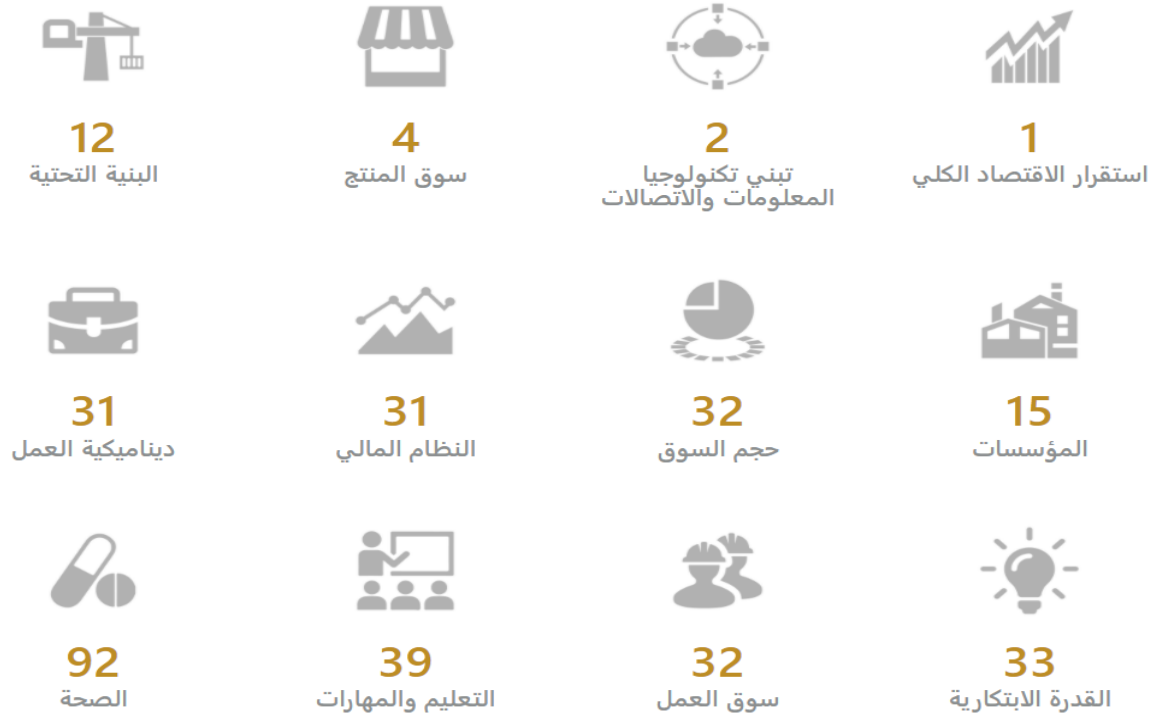 1
استقرار الاقتصاد الكلي
2
تبني تكنولوجيا
المعلومات والاتصالات
4
سوق المنتج
12
البنية التحتية
15
المؤسسات
32
حجم السوق
31
النظام المالي
31
ديناميكية العمل
33
القدرة الابتكارية
32
سوق العمل
39
التعليم والمهارات
92
الصحة